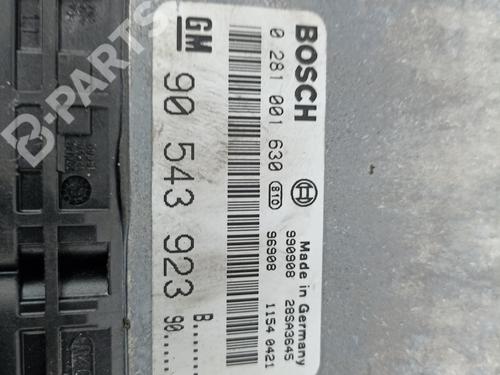 BOSCH
0 281 001 630 810
GM
90 543 923
B.......
90.....
Made in Germany
990908 28SA3645
96908 1154 0421
B-PARTS